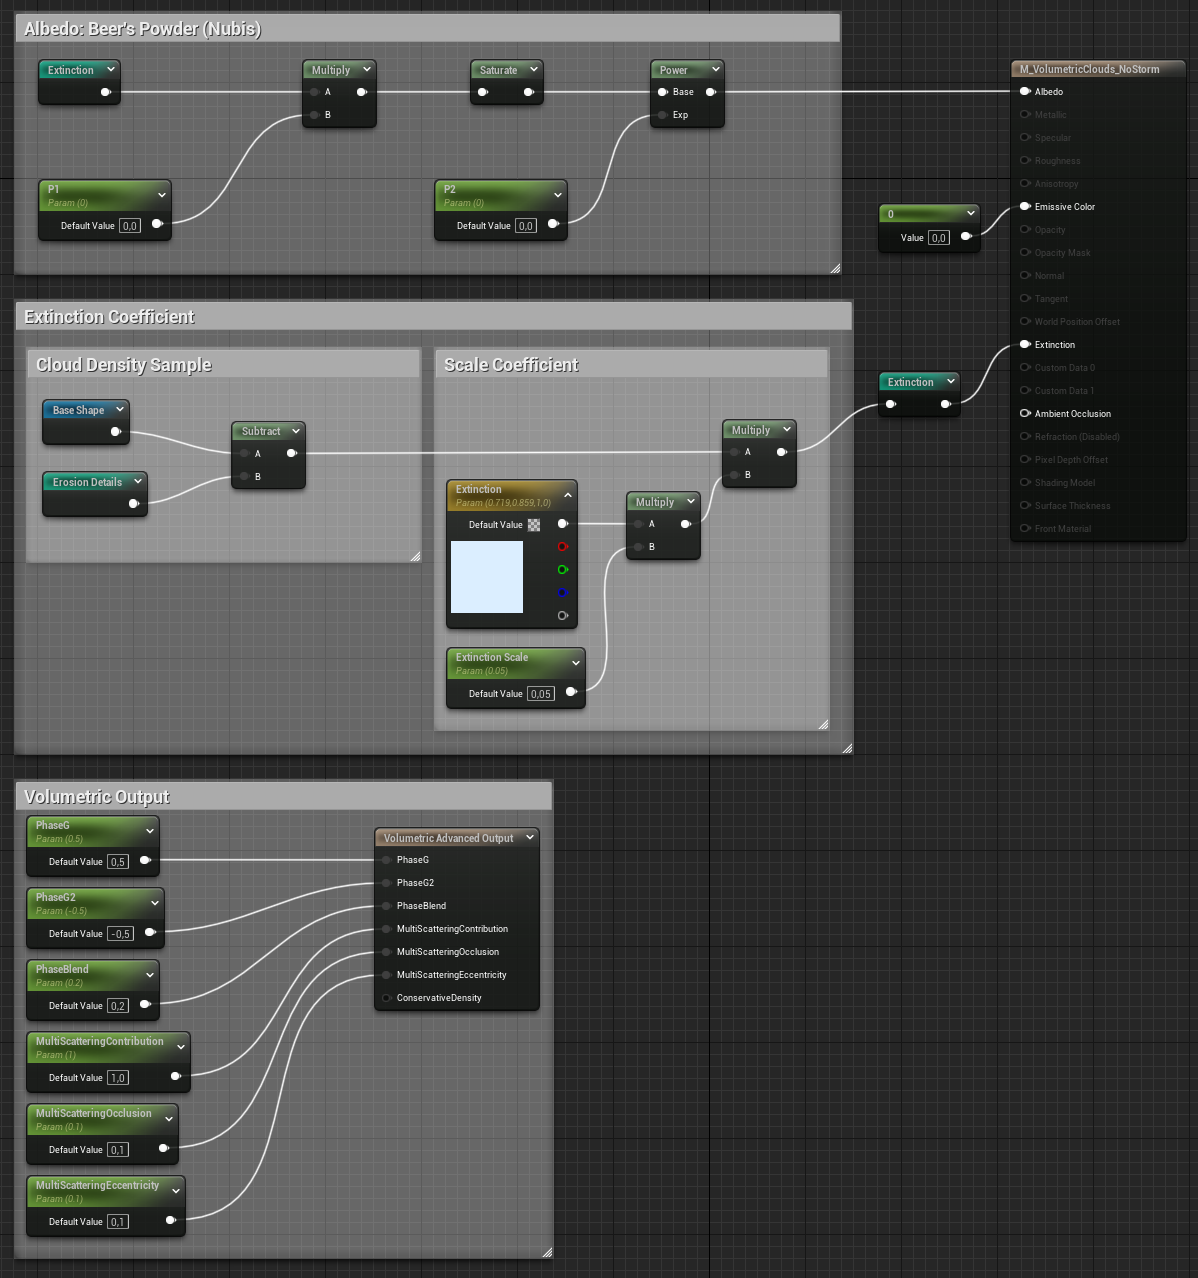 Albedo: Beer's Powder (Nubis)
Extinction
Multiply
A
B
Saturate
Power
Base
Exp
P1
Param (0)
Default Value 0,0
P2
Param (0)
Default Value 0,0
0
Value 0,0
M_VolumetricClouds_NoStorm
Albedo
Metallic
Specular
Roughness
Anisotropy
Emissive Color
Opacity
Opacity Mask
Normal
Tangent
World Position Offset
Extinction
Custom Data 0
Custom Data 1
Ambient Occlusion
Refraction (Disabled)
Pixel Depth Offset
Shading Model
Surface Thickness
Front Material
Extinction Coefficient
Cloud Density Sample
Base Shape
Erosion Details
Subtract
A
B
Scale Coefficient
Extinction
Param (0.719,0.859,1,0)
Default Value
Extinction Scale
Param (0.05)
Default Value 0,05
Multiply
A
B
Multiply
A
B
Extinction
Volumetric Output
PhaseG
Param (0.5)
Default Value 0,5
PhaseG2
Param (-0.5)
Default Value -0,5
PhaseBlend
Param (0.2)
Default Value 0,2
MultiScatteringContribution
Param (1)
Default Value 1,0
MultiScatteringOcclusion
Param (0.1)
Default Value 0,1
MultiScatteringEccentricity
Param (0.1)
Default Value 0,1
Volumetric Advanced Output
PhaseG
PhaseG2
PhaseBlend
MultiScatteringContribution
MultiScatteringOcclusion
MultiScatteringEccentricity
ConservativeDensity